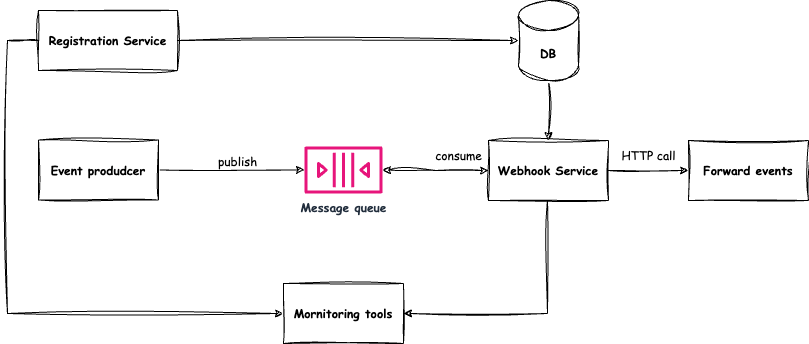 Registration Service
DB
Event produdcer
publish
consume
Webhook Service
HTTP call
Forward events
Message queue
Mornitoring tools